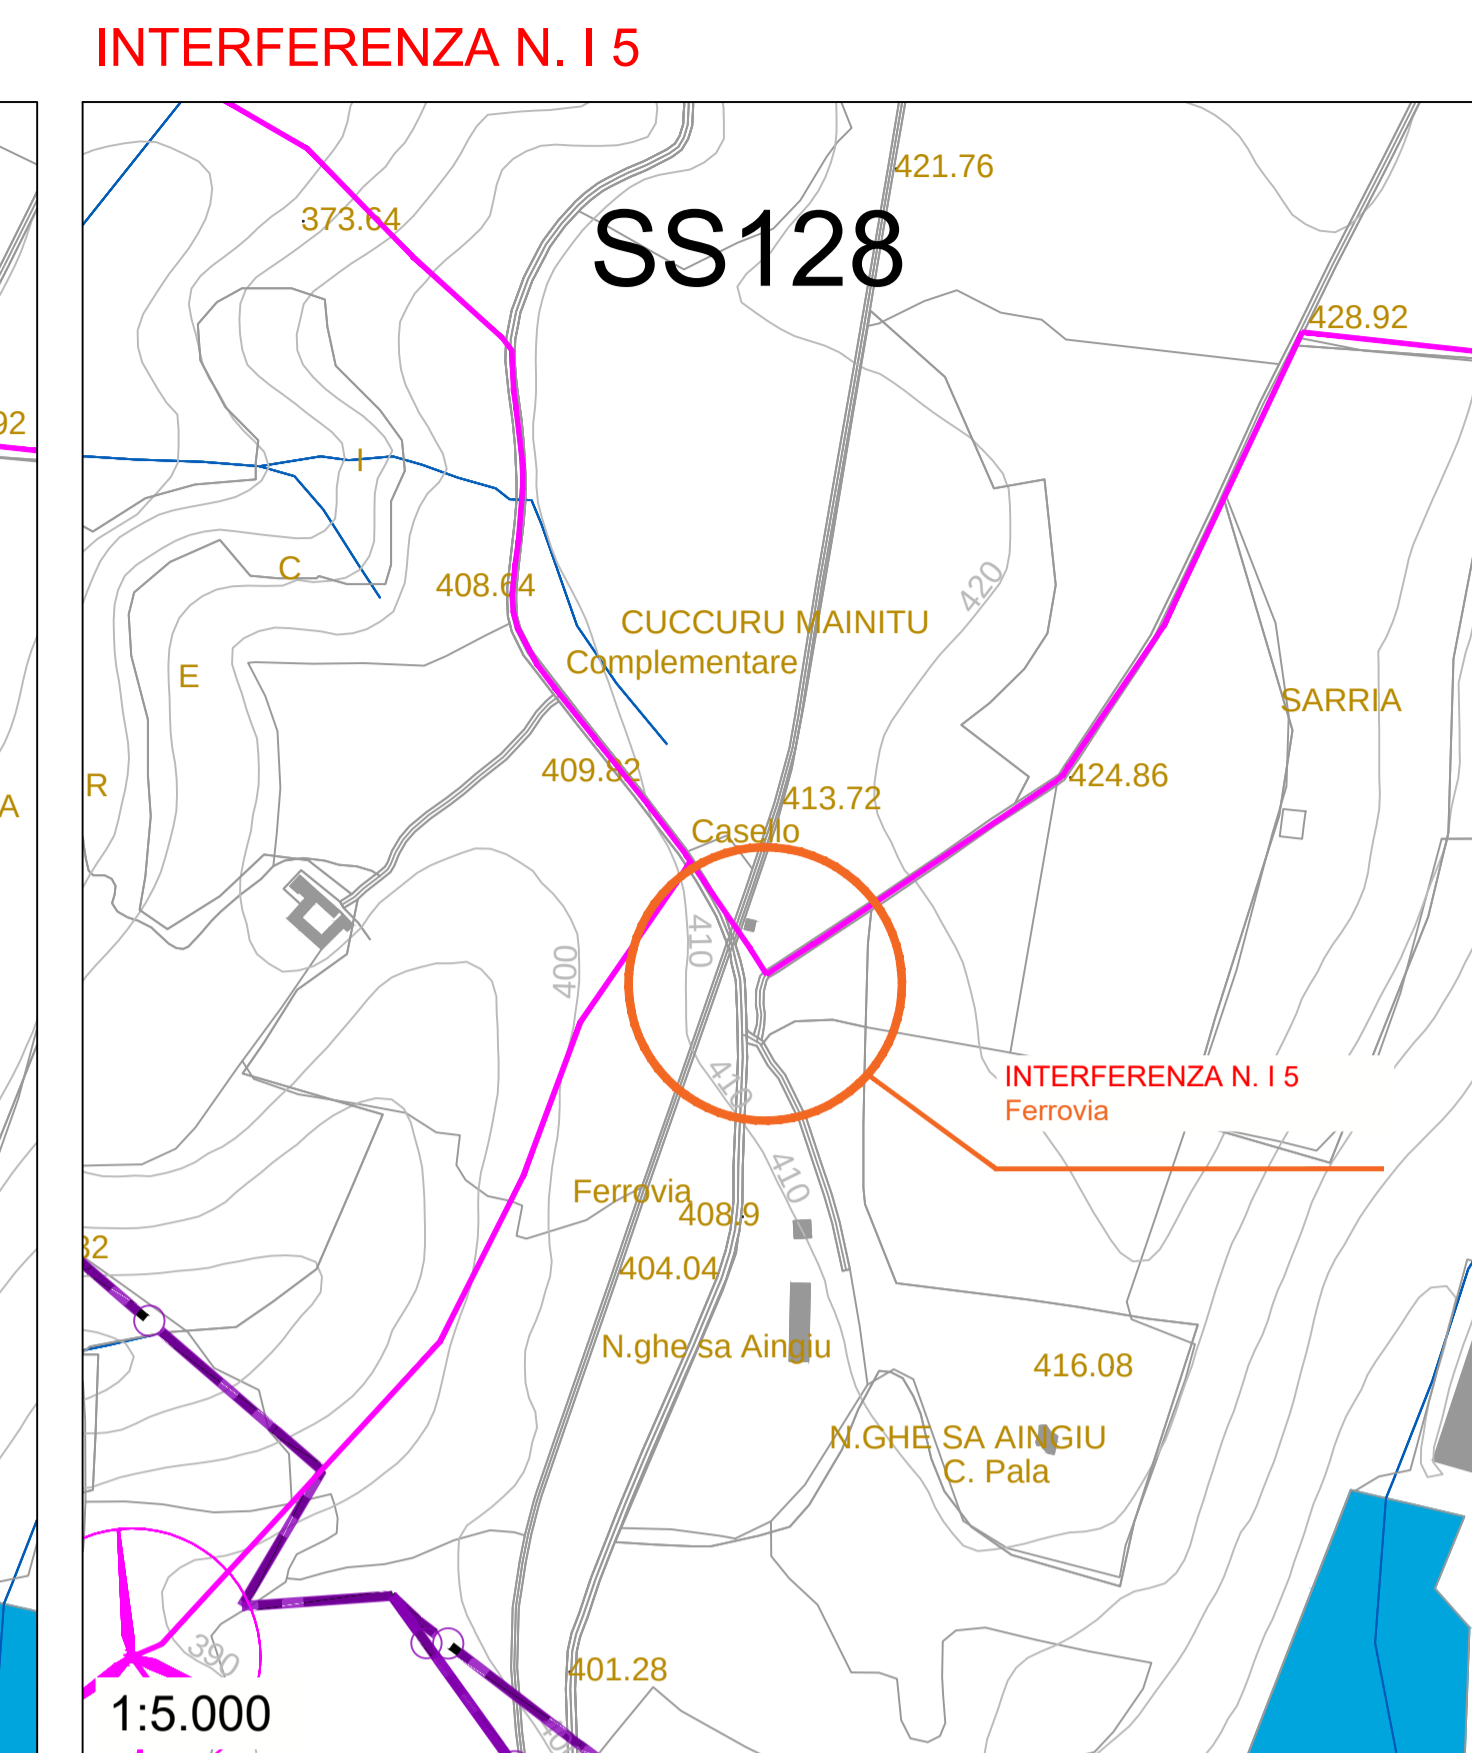 INTERFERENZA N. I 5
421.76
373.64
SS128
428.92
92
I
C
408.64
420
CUCCURU MAINITU
Complementare
E
SARRIA
409.82
424.86
R
A
413.72
Casello
410
400
INTERFERENZA N. I 5
Ferrovia
410
410
Ferrovia
408.9
32
404.04
N.ghe sa Aingiu
416.08
N.GHE SA AINGIU
C. Pala
390
401.28
1:5.000